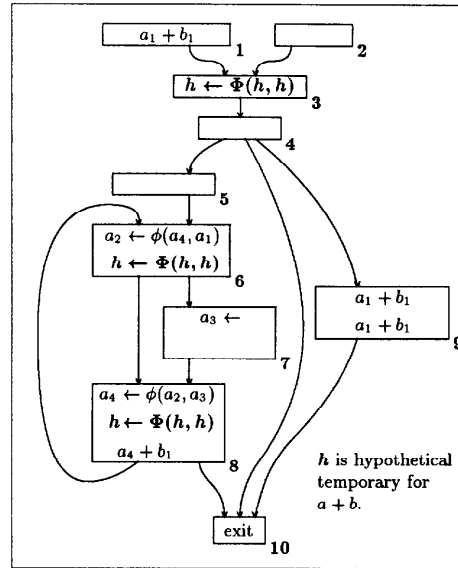 a₁ + b₁
1
2
h ← Φ(h, h)
3
4
5
a₂ ← ϕ(a₄, a₁)
h ← Φ(h, h)
6
a₃ ←
7
a₁ + b₁
a₁ + b₁
9
a₄ ← ϕ(a₂, a₃)
h ← Φ(h, h)
a₄ + b₁
8
h is hypothetical
temporary for
a + b.
exit
10